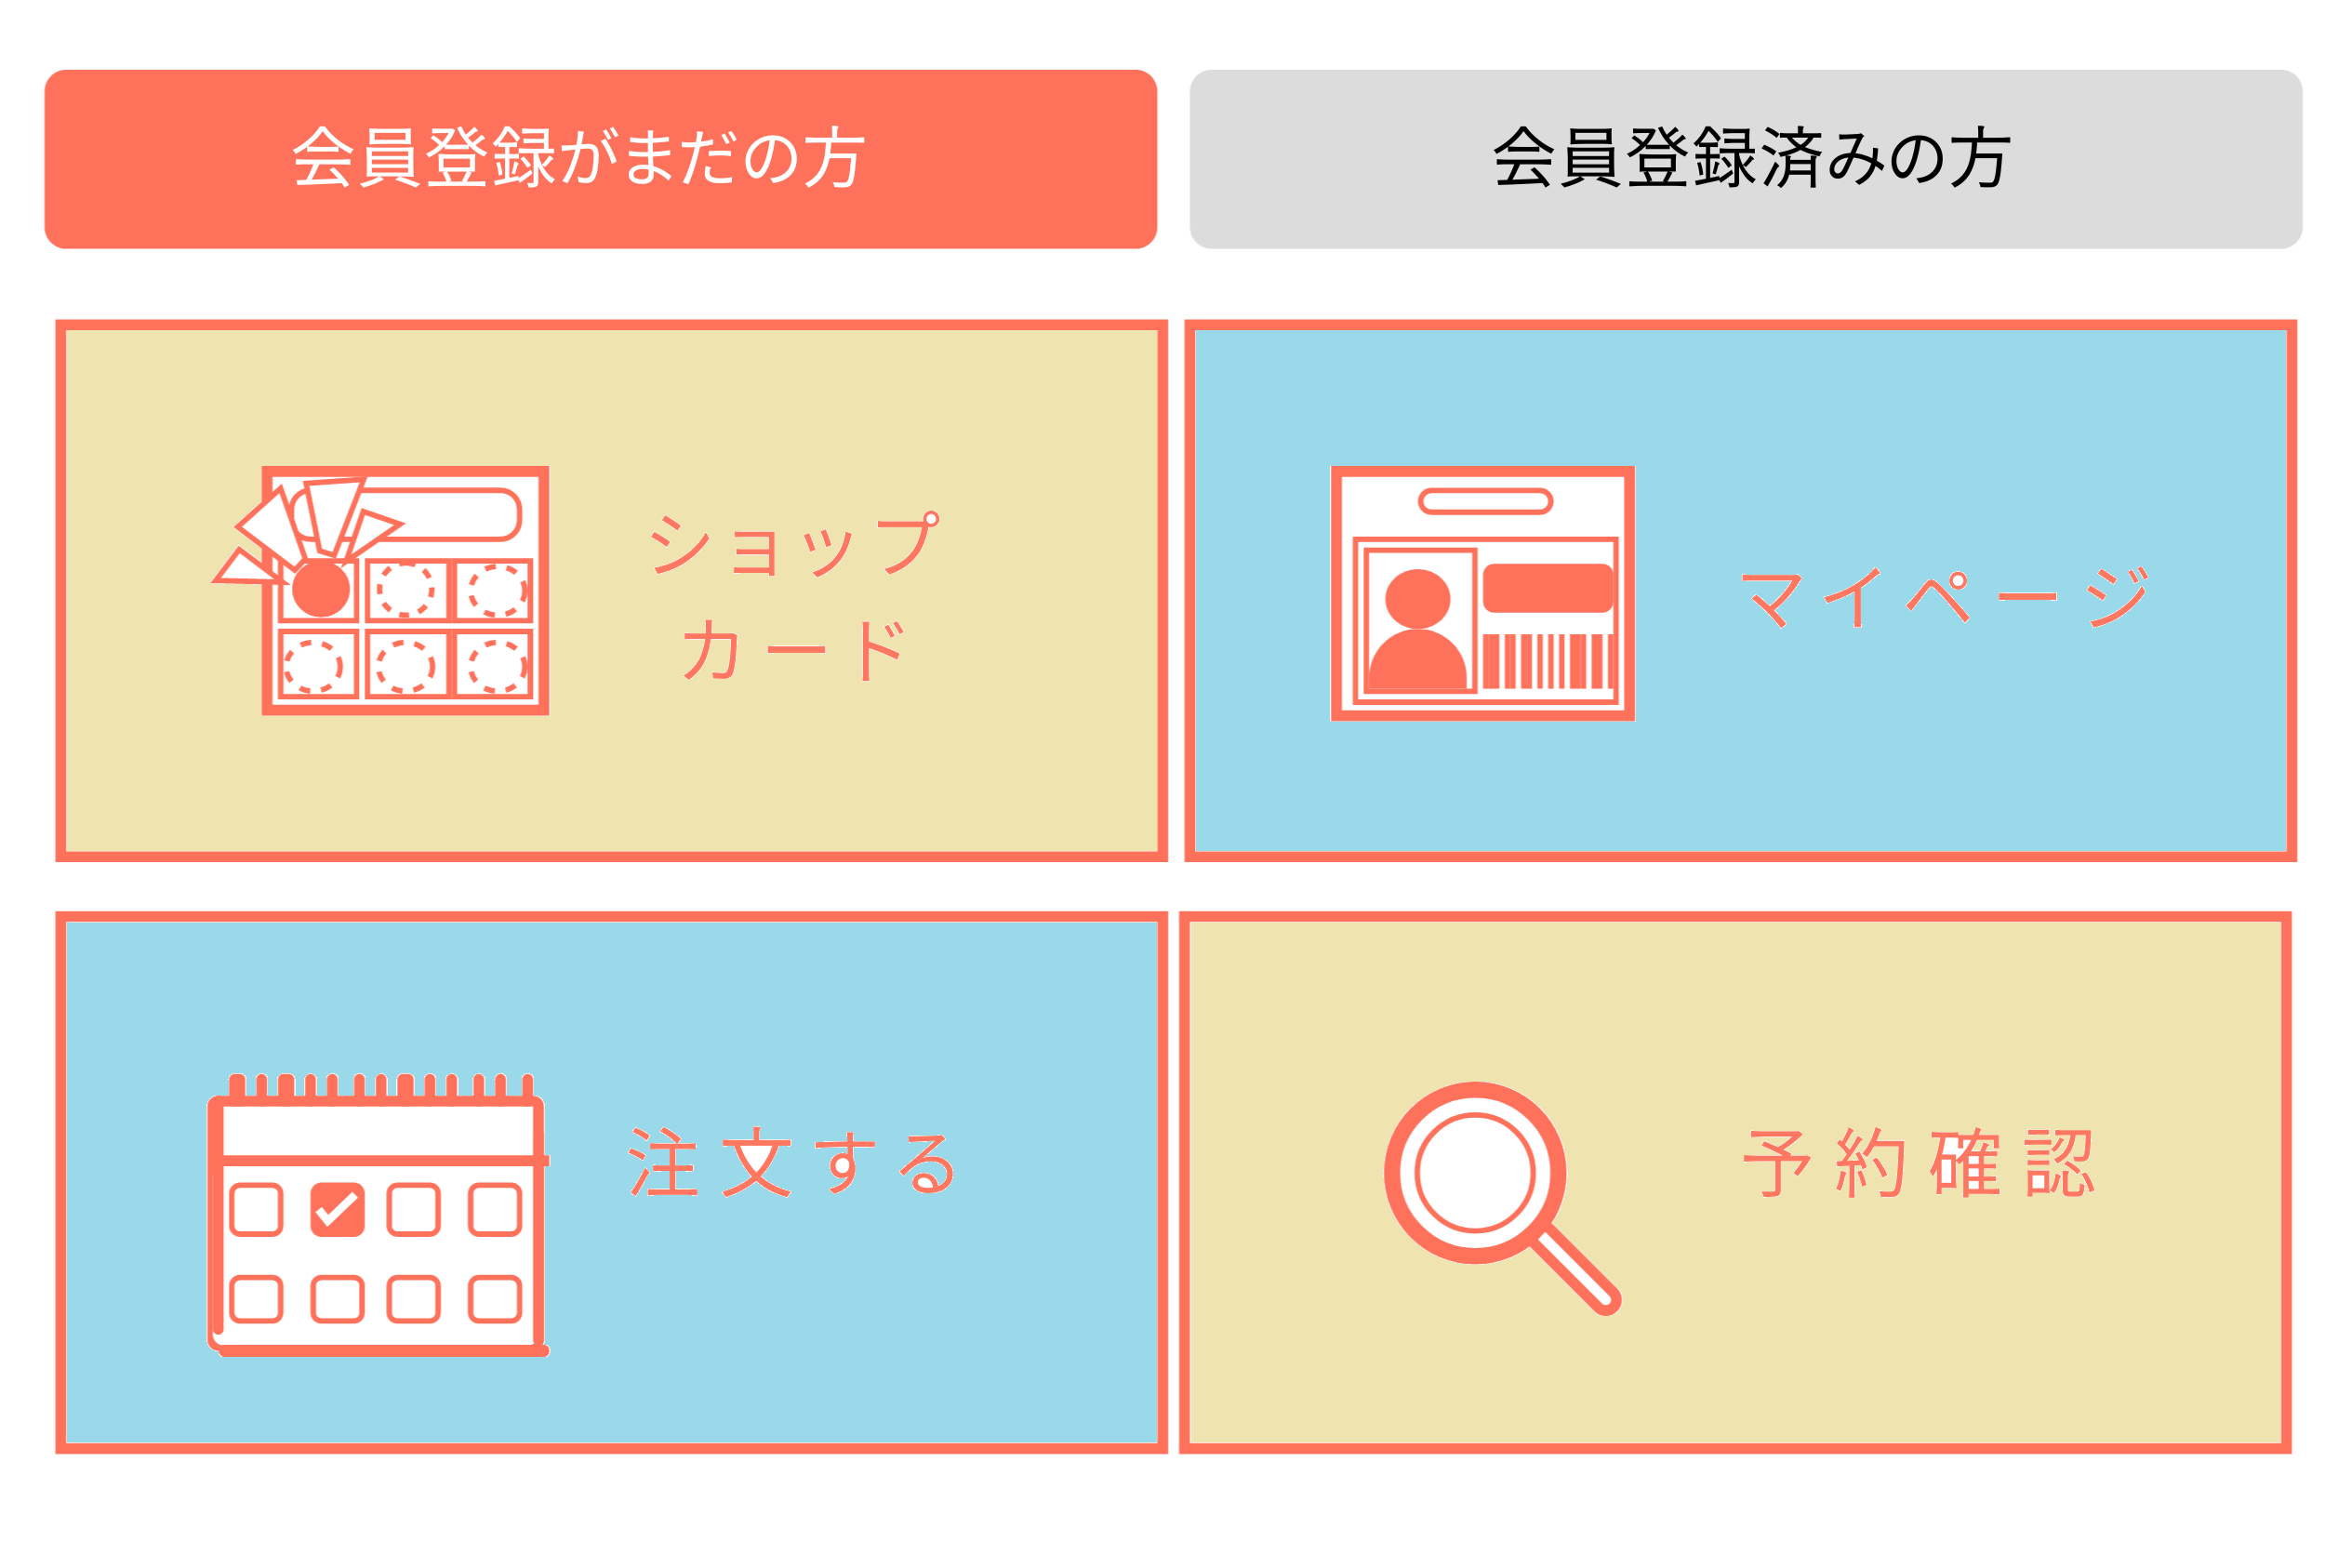 会員登録がまだの方
会員登録済みの方
ショップ
カード
マイページ
注文する
予約確認